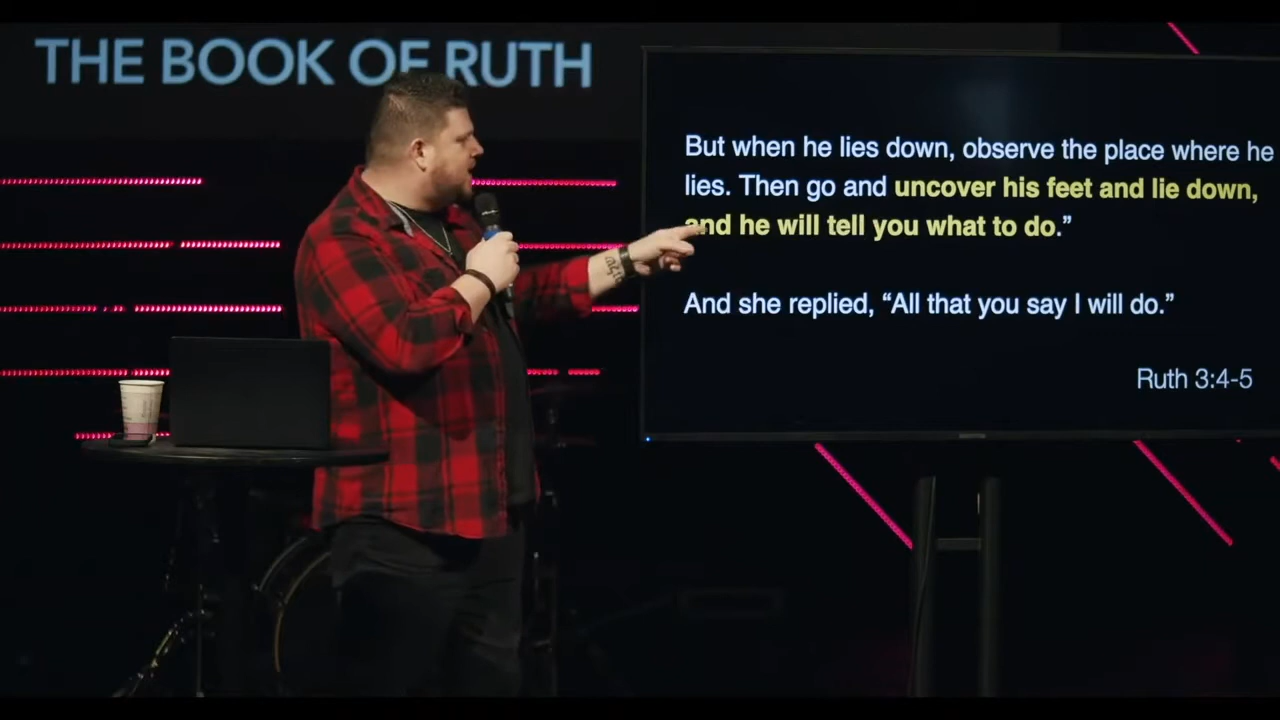 THE BOOK OF RUTH
But when he lies down, observe the place where he
lies. Then go and uncover his feet and lie down,
and he will tell you what to do.”
And she replied, “All that you say I will do.”
Ruth 3:4-5